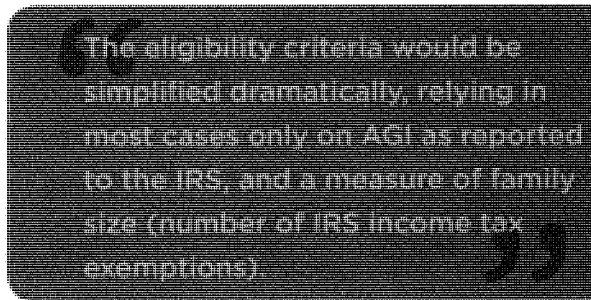 The eligibility criteria would be
simplified dramatically, relying in
most cases only on AGI as reported
to the IRS, and a measure of family
size (number of IRS income tax
exemptions).